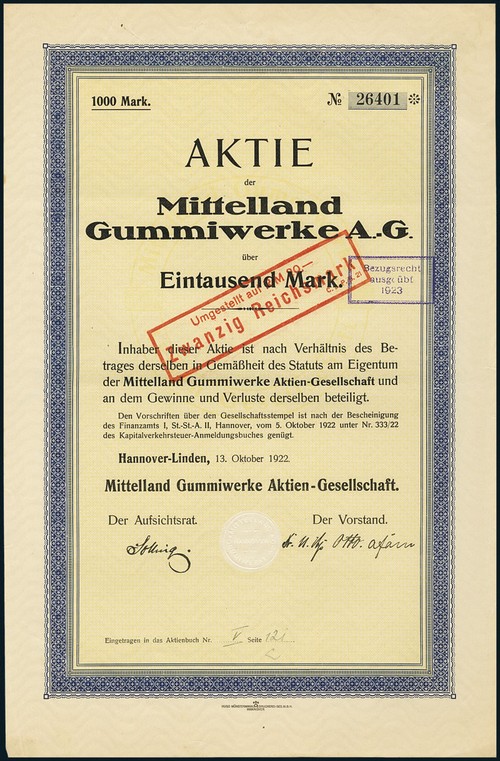 1000 Mark.
№ 26401 ※
AKTIE
der
Mittelland
Gummiwerke A.-G.
über
Eintausend Mark.
Umgestellt auf RM 20.—
Zwanzig Reichsmark
Bezugsrecht
ausgeübt
1923
Inhaber dieser Aktie ist nach Verhältnis des Be-
trages derselben in Gemäßheit des Statuts am Eigentum
der Mittelland Gummiwerke Aktien-Gesellschaft und
an dem Gewinne und Verluste derselben beteiligt.
Den Vorschriften über den Gesellschaftsstempel ist nach der Bescheinigung
des Finanzamts I, St.-St.-A. II, Hannover, vom 5. Oktober 1922 unter Nr. 333/22
des Kapitalverkehrsteuer-Anmeldungsbuches genügt.
Hannover-Linden, 13. Oktober 1922.
Mittelland Gummiwerke Aktien-Gesellschaft.
Der Aufsichtsrat. Der Vorstand.
Eingetragen in das Aktienbuch Nr. V Seite 121